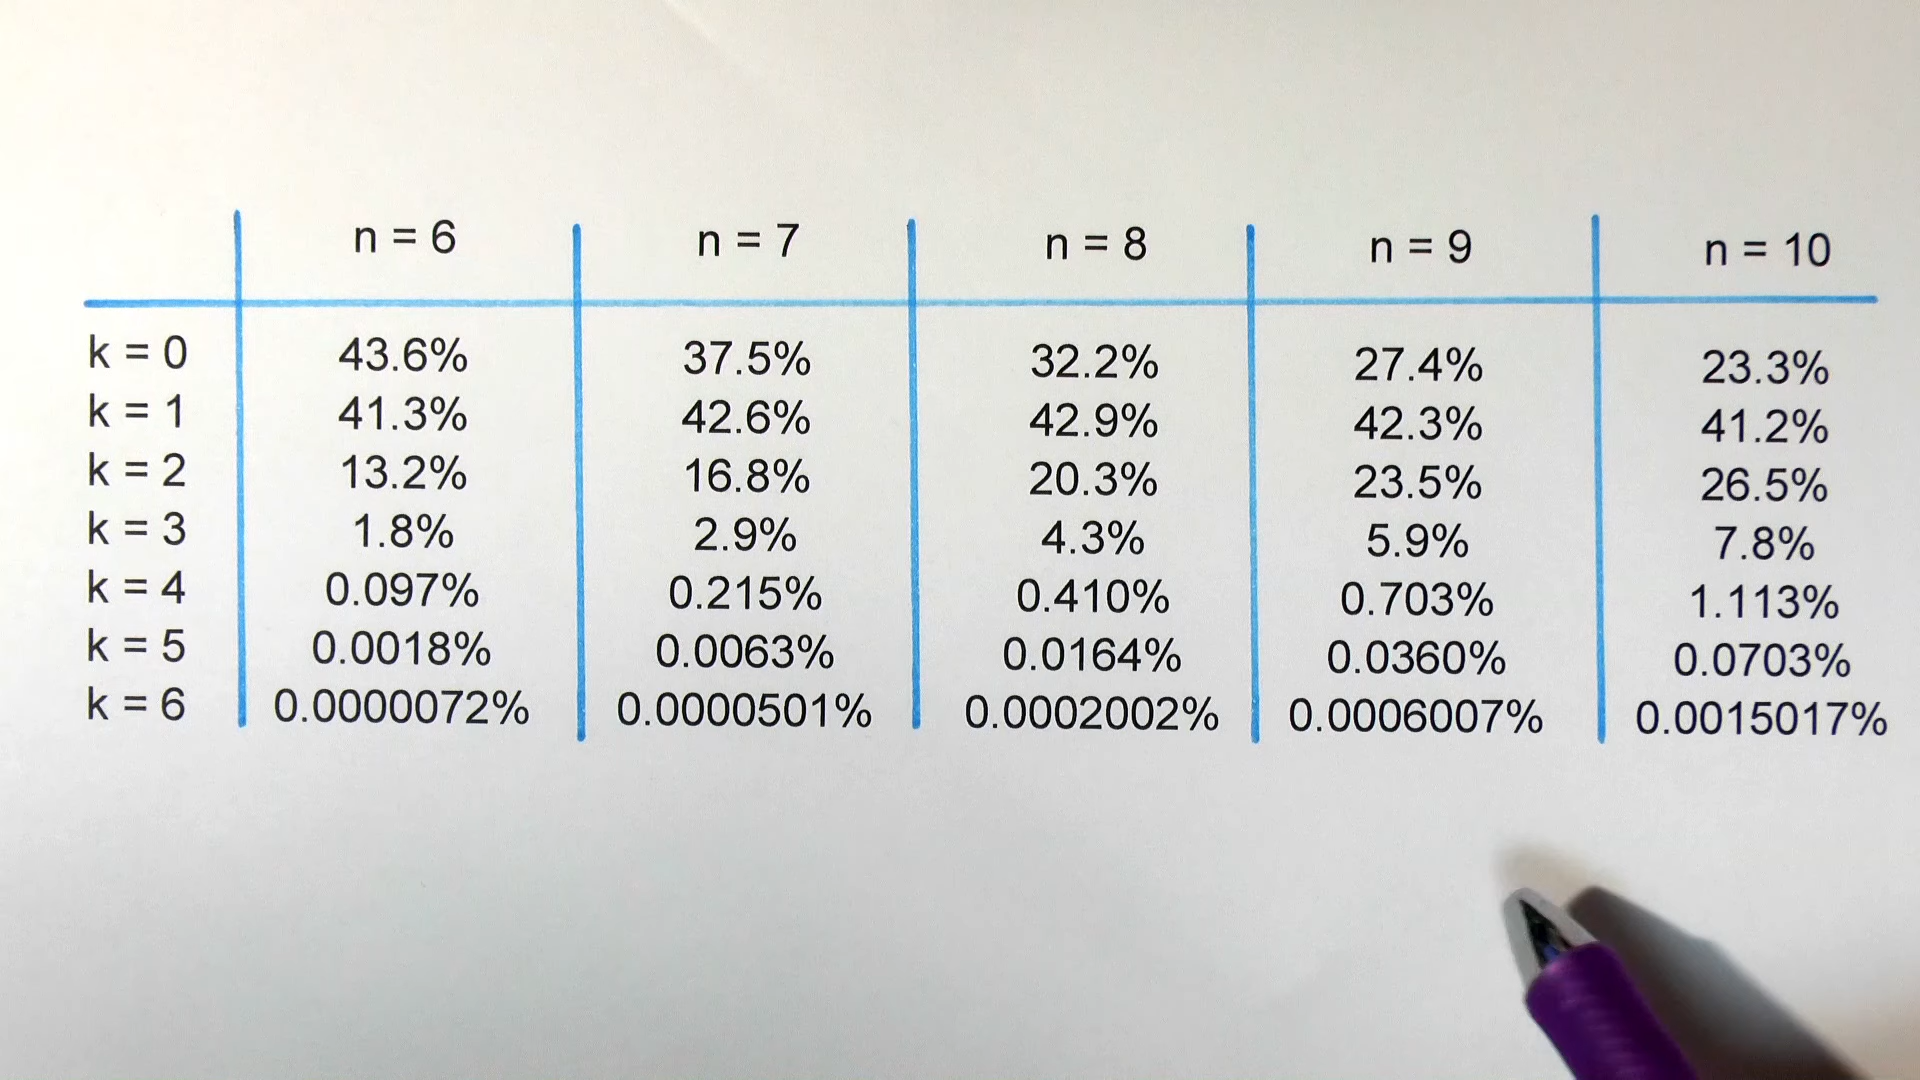 n = 6 n = 7 n = 8 n = 9 n = 10
k = 0 43.6% 37.5% 32.2% 27.4% 23.3%
k = 1 41.3% 42.6% 42.9% 42.3% 41.2%
k = 2 13.2% 16.8% 20.3% 23.5% 26.5%
k = 3 1.8% 2.9% 4.3% 5.9% 7.8%
k = 4 0.097% 0.215% 0.410% 0.703% 1.113%
k = 5 0.0018% 0.0063% 0.0164% 0.0360% 0.0703%
k = 6 0.0000072% 0.0000501% 0.0002002% 0.0006007% 0.0015017%